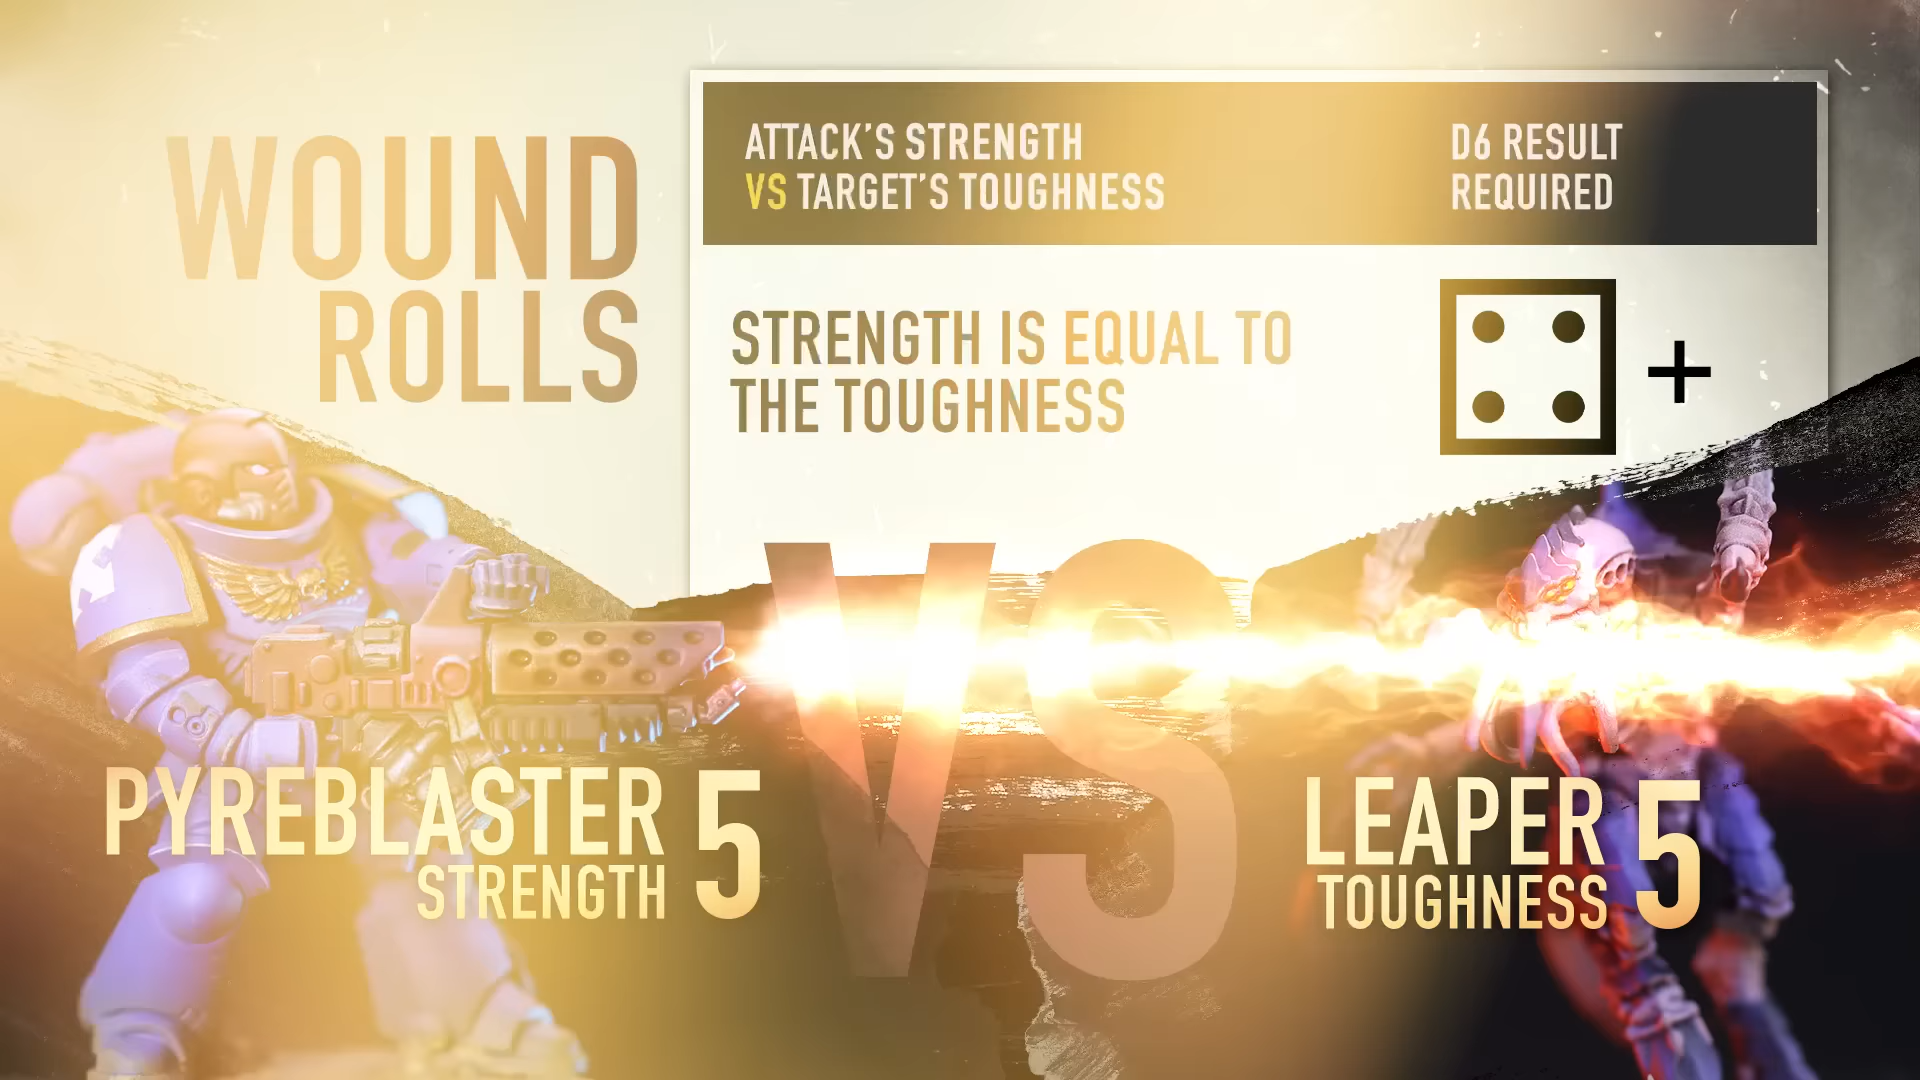 WOUND
ROLLS
ATTACK'S STRENGTH
VS TARGET'S TOUGHNESS
D6 RESULT
REQUIRED
STRENGTH IS EQUAL TO
THE TOUGHNESS
+
VS
PYREBLASTER
STRENGTH
5
LEAPER
TOUGHNESS
5